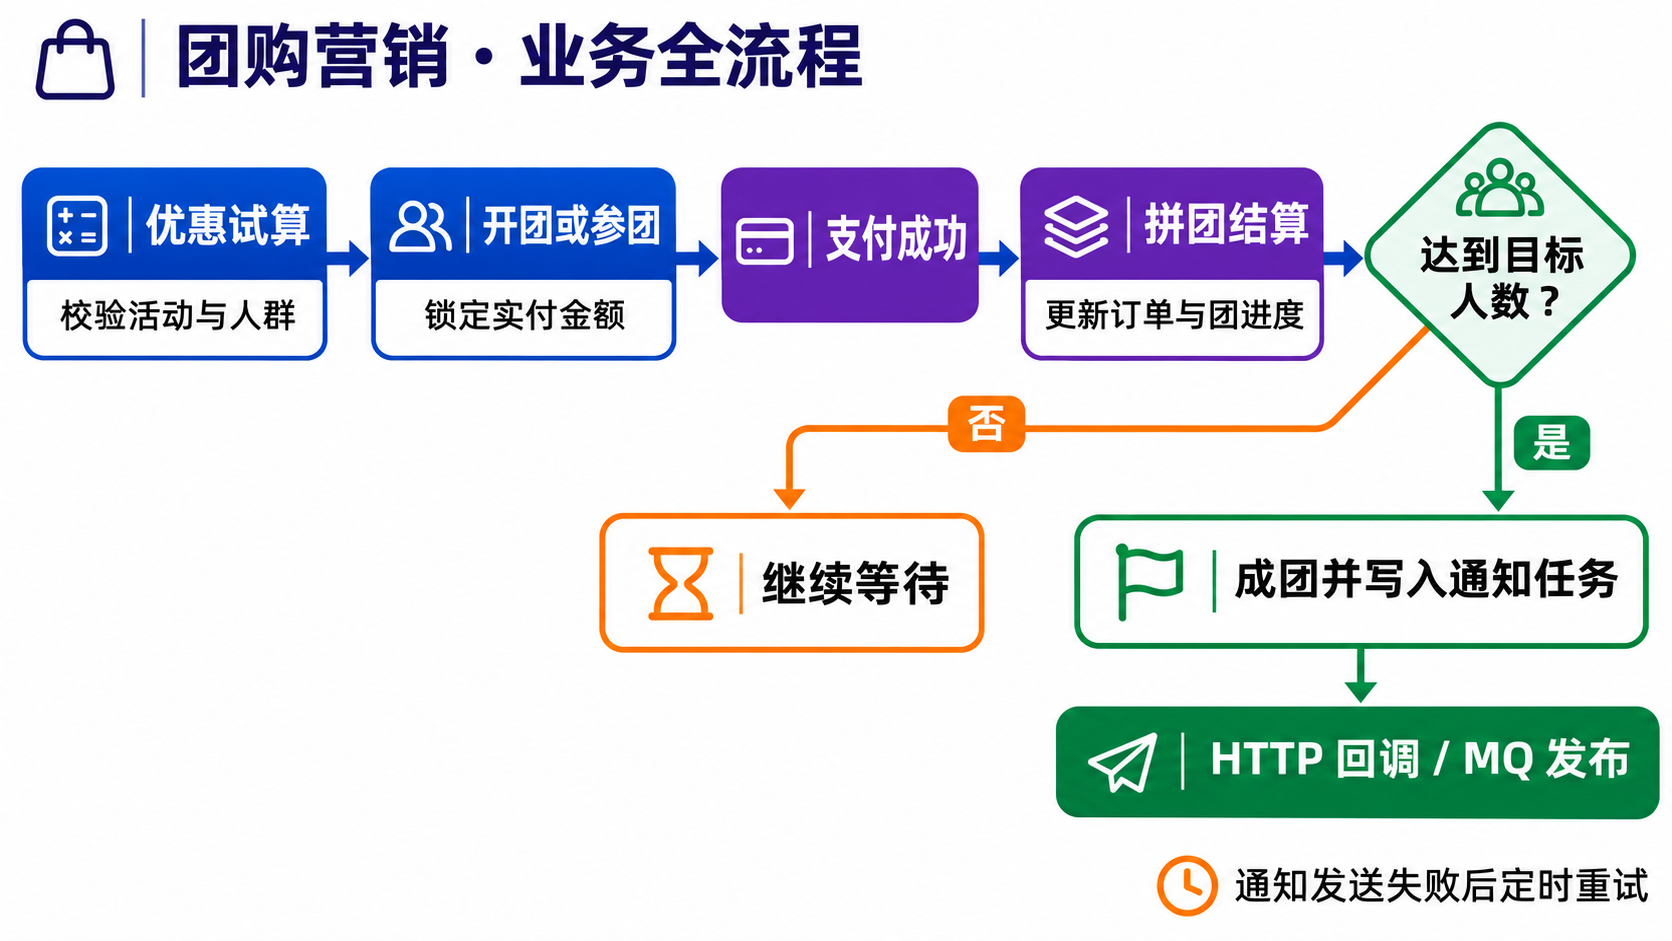 团购营销·业务全流程
优惠试算
校验活动与人群
开团或参团
锁定实付金额
支付成功
拼团结算
更新订单与团进度
达到目标
人数？
否
是
继续等待
成团并写入通知任务
HTTP 回调 / MQ 发布
通知发送失败后定时重试